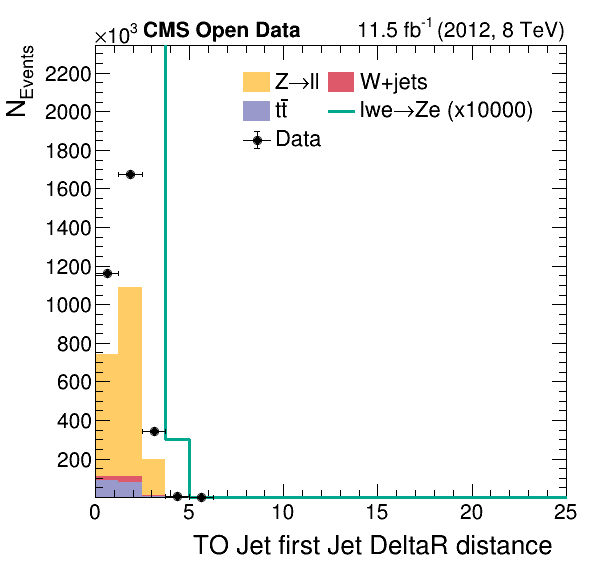 ×10³ CMS Open Data 11.5 fb⁻¹ (2012, 8 TeV)
N_Events
2200
2000
1800
1600
1400
1200
1000
800
600
400
200
Z→ll W+jets
tt̄ lwe→Ze (x10000)
Data
0 5 10 15 20 25
TO Jet first Jet DeltaR distance